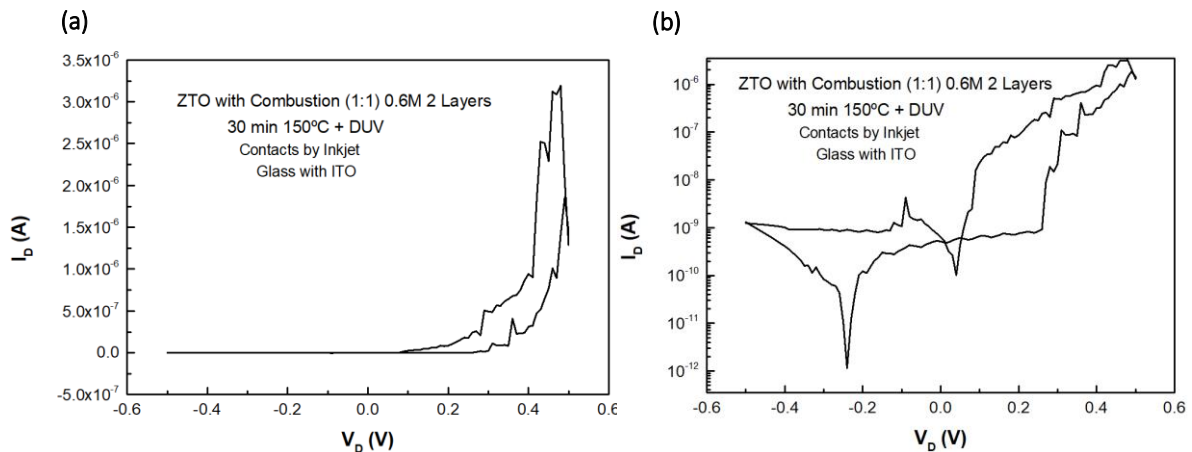 (a)
3.5x10⁻⁶
3.0x10⁻⁶
2.5x10⁻⁶
2.0x10⁻⁶
1.5x10⁻⁶
1.0x10⁻⁶
5.0x10⁻⁷
0.0
-5.0x10⁻⁷
I_D (A)
ZTO with Combustion (1:1) 0.6M 2 Layers
30 min 150ºC + DUV
Contacts by Inkjet
Glass with ITO
-0.6 -0.4 -0.2 0.0 0.2 0.4 0.6
V_D (V)
(b)
10⁻⁶
10⁻⁷
10⁻⁸
10⁻⁹
10⁻¹⁰
10⁻¹¹
10⁻¹²
I_D (A)
ZTO with Combustion (1:1) 0.6M 2 Layers
30 min 150ºC + DUV
Contacts by Inkjet
Glass with ITO
-0.6 -0.4 -0.2 0.0 0.2 0.4 0.6
V_D (V)